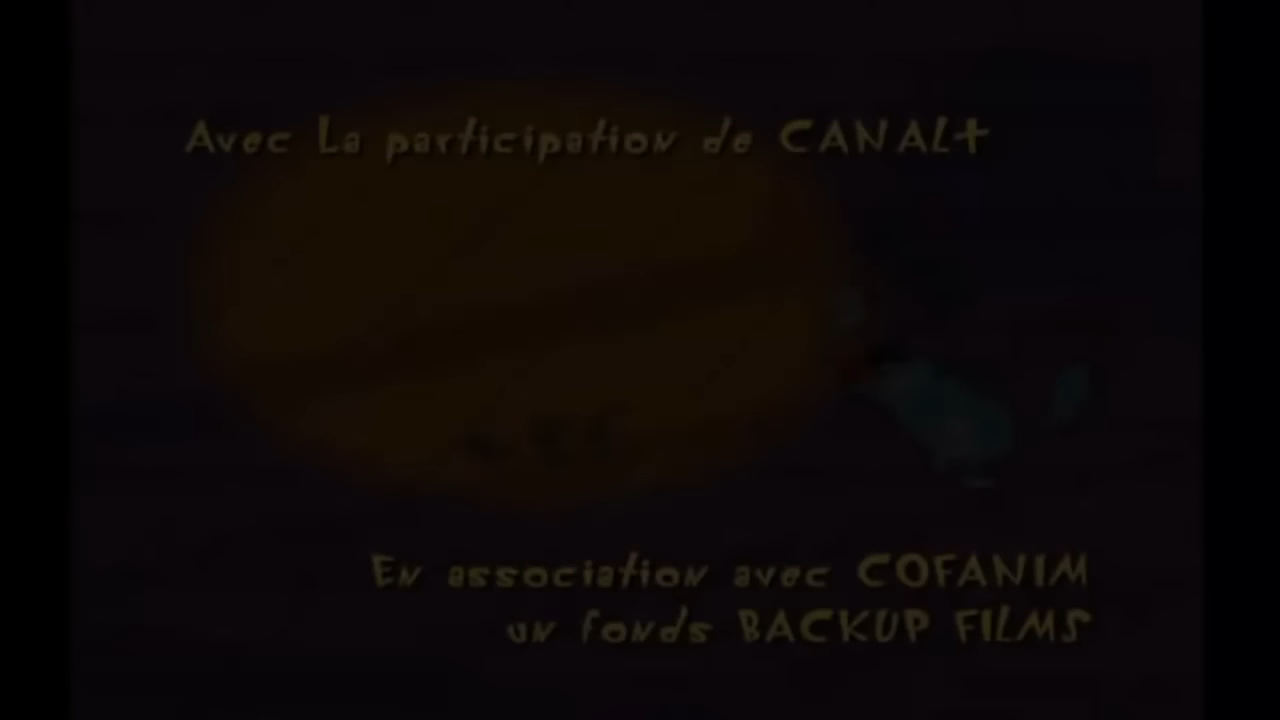 Avec La participation de CANAL+
En association avec COFANIM
un fonds BACKUP FILMS